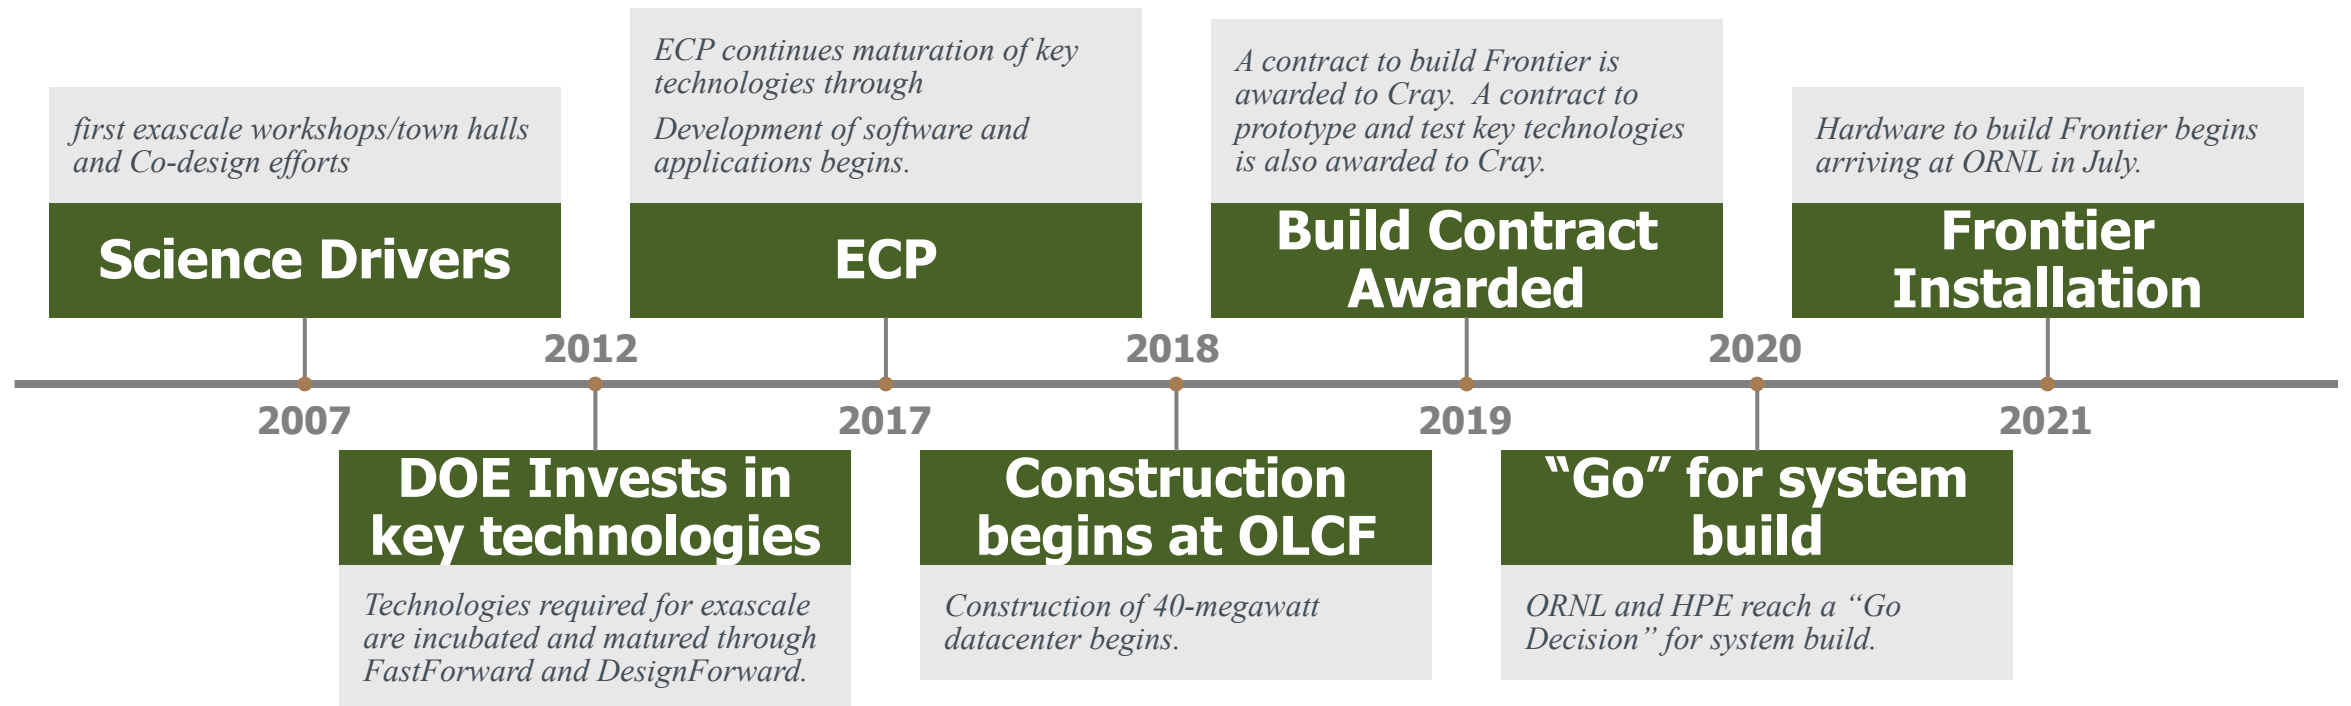 first exascale workshops/town halls
and Co-design efforts
Science Drivers
2007
2012
DOE Invests in
key technologies
Technologies required for exascale
are incubated and matured through
FastForward and DesignForward.
ECP continues maturation of key
technologies through
Development of software and
applications begins.
ECP
2017
2018
Construction
begins at OLCF
Construction of 40-megawatt
datacenter begins.
A contract to build Frontier is
awarded to Cray.  A contract to
prototype and test key technologies
is also awarded to Cray.
Build Contract
Awarded
2019
2020
“Go” for system
build
ORNL and HPE reach a “Go
Decision” for system build.
Hardware to build Frontier begins
arriving at ORNL in July.
Frontier
Installation
2021